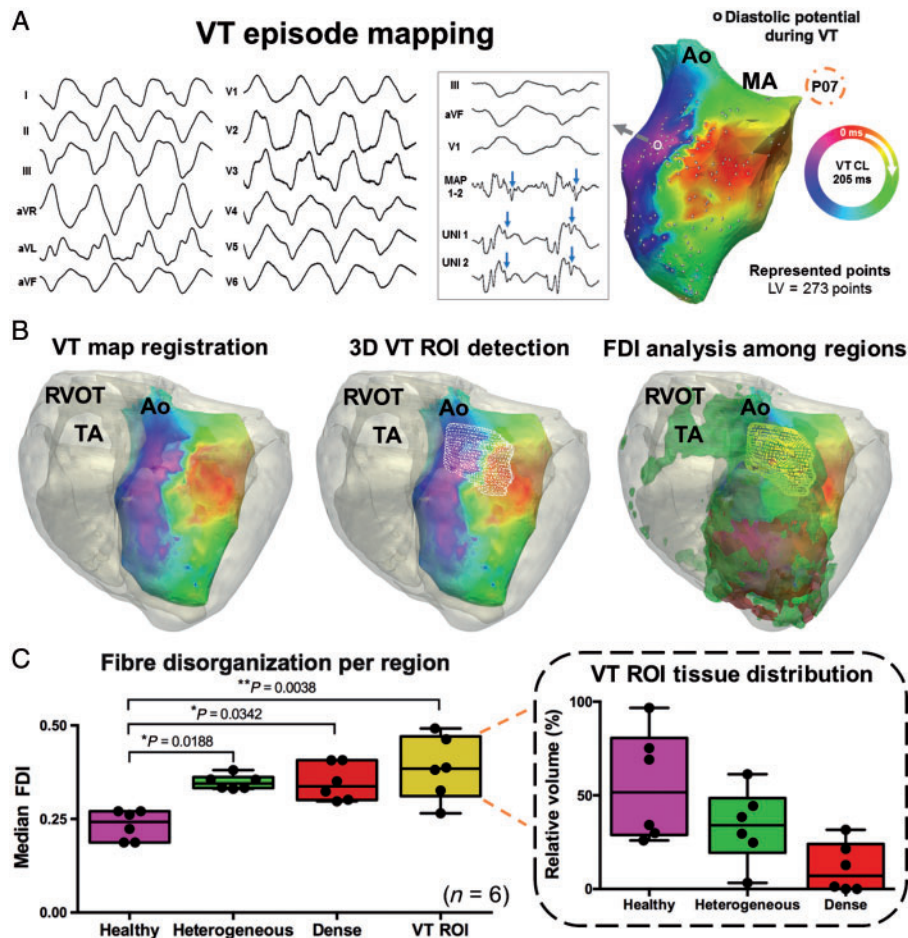 A
VT episode mapping
I
II
III
aVR
aVL
aVF
V1
V2
V3
V4
V5
V6
III
aVF
V1
MAP
1-2
UNI 1
UNI 2
Diastolic potential
during VT
Ao
MA
P07
0 ms
VT CL
205 ms
Represented points
LV = 273 points
B
VT map registration
3D VT ROI detection
FDI analysis among regions
RVOT
TA
Ao
RVOT
TA
Ao
RVOT
TA
Ao
C
Fibre disorganization per region
**P = 0.0038
*P = 0.0342
*P = 0.0188
Median FDI
0.50
0.25
0.00
(n = 6)
Healthy
Heterogeneous
Dense
VT ROI
VT ROI tissue distribution
Relative volume (%)
100
50
0
Healthy
Heterogeneous
Dense